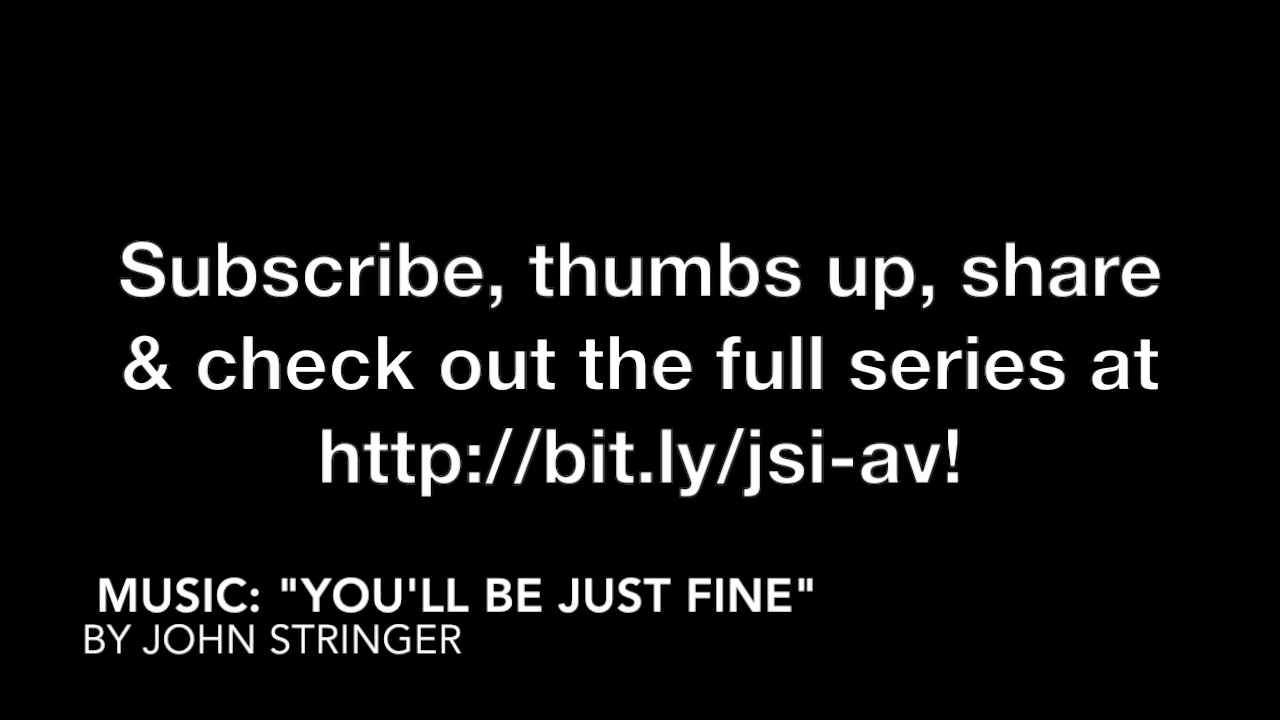 Subscribe, thumbs up, share
& check out the full series at
http://bit.ly/jsi-av!
MUSIC: "YOU'LL BE JUST FINE"
BY JOHN STRINGER